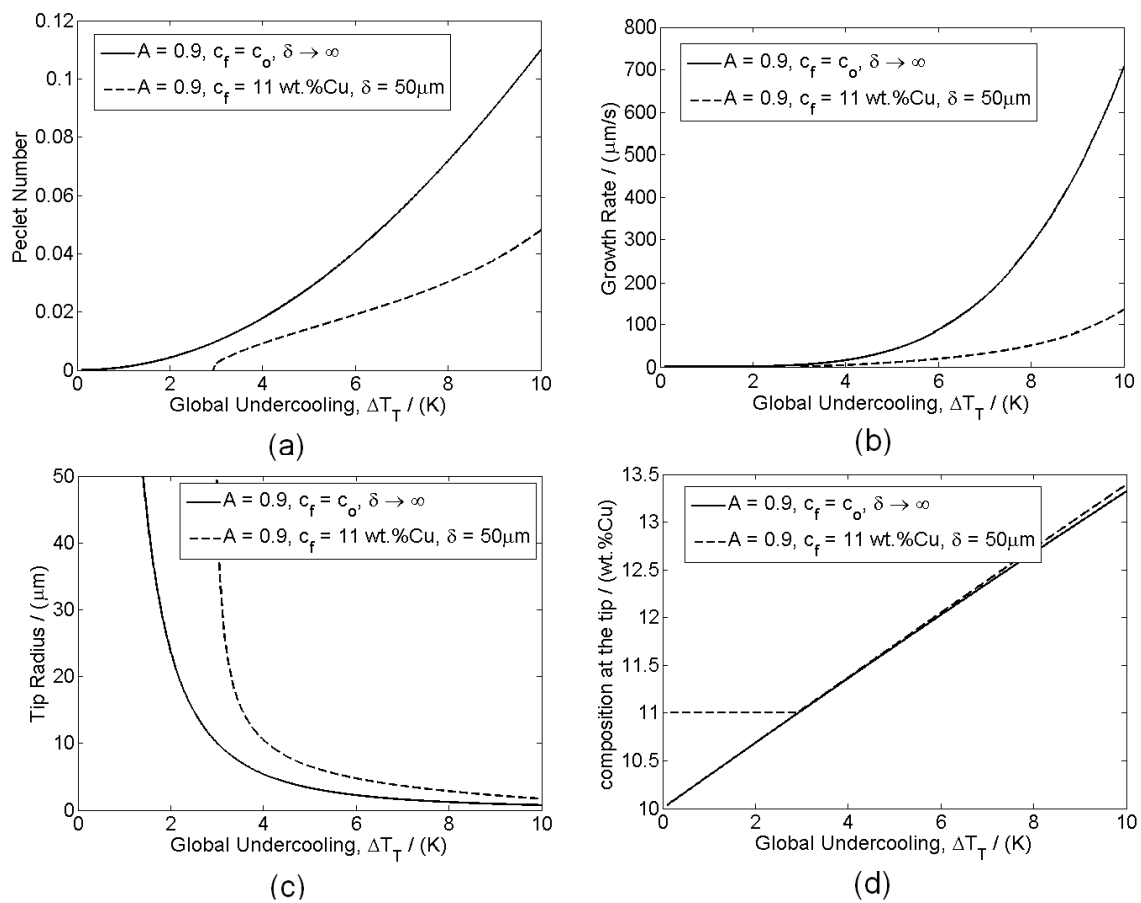 0.12
0.1
0.08
0.06
0.04
0.02
0
Peclet Number
A = 0.9, c_f = c_o, δ → ∞
A = 0.9, c_f = 11 wt.%Cu, δ = 50μm
0 2 4 6 8 10
Global Undercooling, ΔT_T / (K)
(a)
800
700
600
500
400
300
200
100
0
Growth Rate / (μm/s)
A = 0.9, c_f = c_o, δ → ∞
A = 0.9, c_f = 11 wt.%Cu, δ = 50μm
0 2 4 6 8 10
Global Undercooling, ΔT_T / (K)
(b)
50
40
30
20
10
0
Tip Radius / (μm)
A = 0.9, c_f = c_o, δ → ∞
A = 0.9, c_f = 11 wt.%Cu, δ = 50μm
0 2 4 6 8 10
Global Undercooling, ΔT_T / (K)
(c)
13.5
13
12.5
12
11.5
11
10.5
10
composition at the tip / (wt.%Cu)
A = 0.9, c_f = c_o, δ → ∞
A = 0.9, c_f = 11 wt.%Cu, δ = 50μm
0 2 4 6 8 10
Global Undercooling, ΔT_T / (K)
(d)